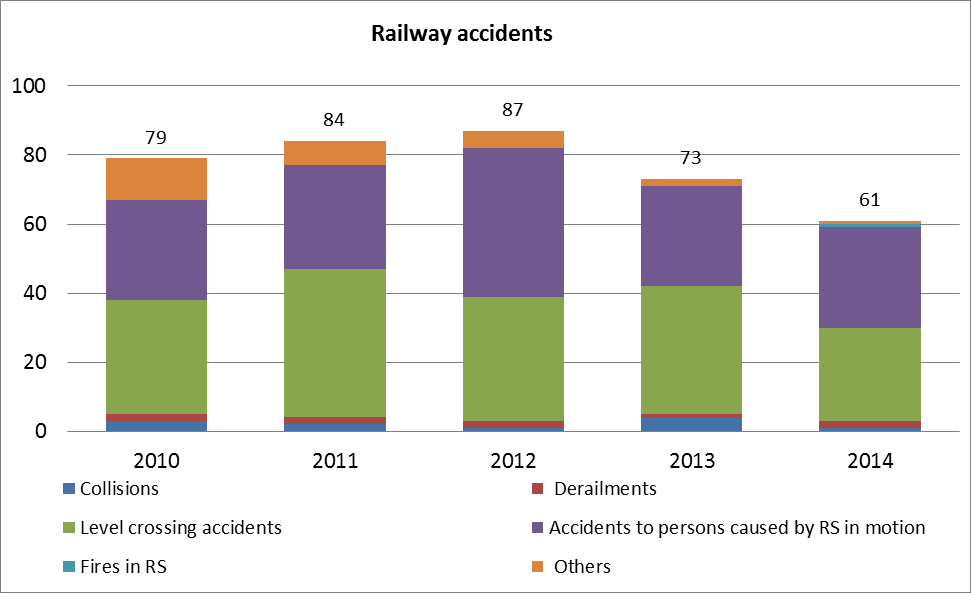 Railway accidents
100
80
60
40
20
0
79
84
87
73
61
2010 2011 2012 2013 2014
Collisions Derailments
Level crossing accidents Accidents to persons caused by RS in motion
Fires in RS Others